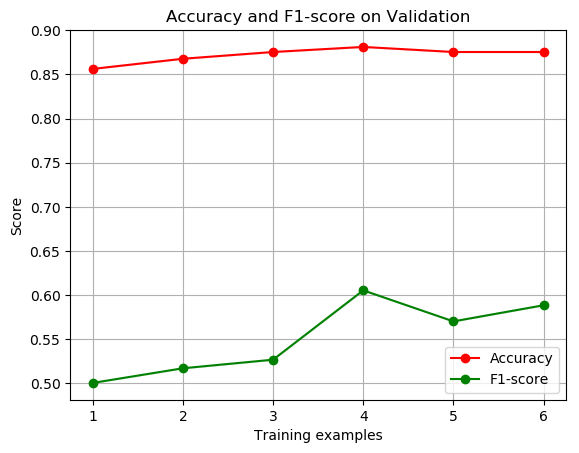 Accuracy and F1-score on Validation
0.90
0.85
0.80
0.75
0.70
0.65
0.60
0.55
0.50
Score
1 2 3 4 5 6
Training examples
Accuracy
F1-score